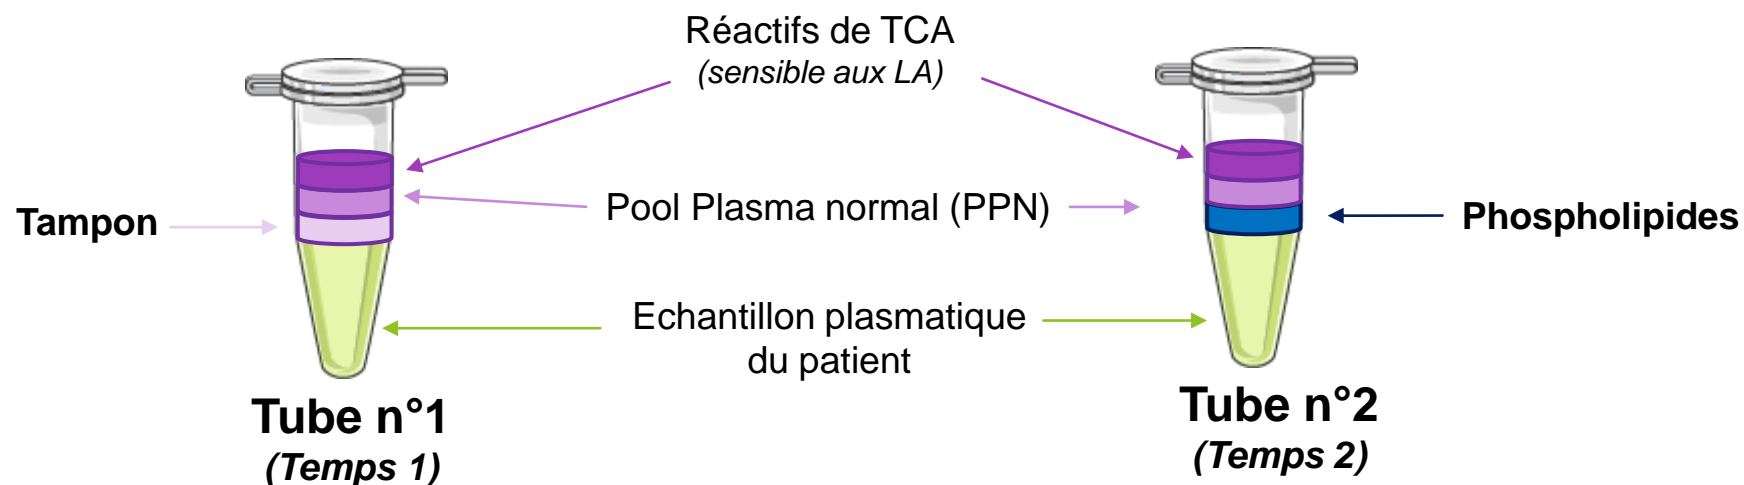 Réactifs de TCA
(sensible aux LA)
Tampon
Pool Plasma normal (PPN)
Phospholipides
Echantillon plasmatique
du patient
Tube n°1
(Temps 1)
Tube n°2
(Temps 2)